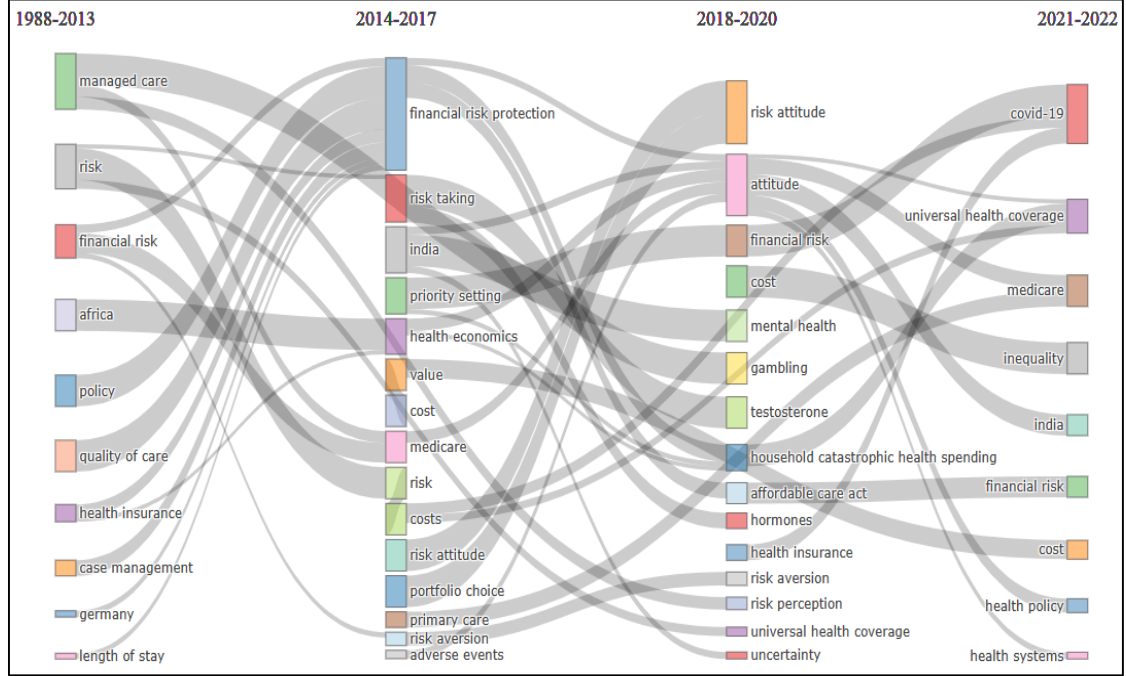 1988-2013
2014-2017
2018-2020
2021-2022
managed care
risk
financial risk
africa
policy
quality of care
health insurance
case management
germany
length of stay
financial risk protection
risk taking
india
priority setting
health economics
value
cost
medicare
risk
costs
risk attitude
portfolio choice
primary care
risk aversion
adverse events
risk attitude
attitude
financial risk
cost
mental health
gambling
testosterone
household catastrophic health spending
affordable care act
hormones
health insurance
risk aversion
risk perception
universal health coverage
uncertainty
covid-19
universal health coverage
medicare
inequality
india
financial risk
cost
health policy
health systems